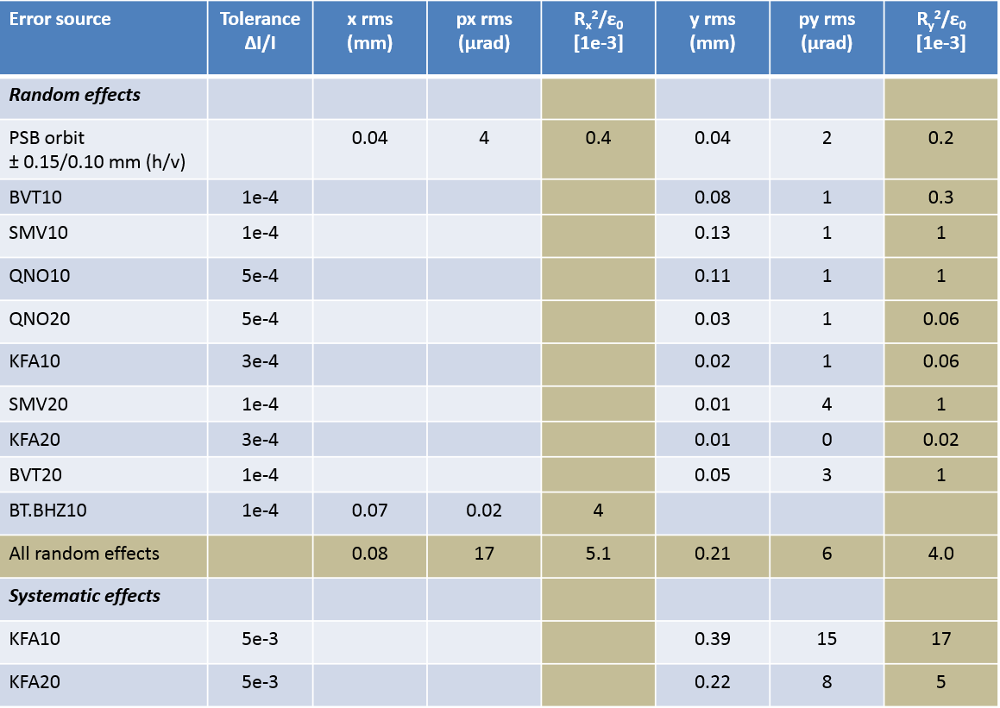 Error source Tolerance ΔI/I x rms (mm) px rms (μrad) Rx²/ε₀ [1e-3] y rms (mm) py rms (μrad) Ry²/ε₀ [1e-3]
Random effects
PSB orbit ± 0.15/0.10 mm (h/v) 0.04 4 0.4 0.04 2 0.2
BVT10 1e-4 0.08 1 0.3
SMV10 1e-4 0.13 1 1
QNO10 5e-4 0.11 1 1
QNO20 5e-4 0.03 1 0.06
KFA10 3e-4 0.02 1 0.06
SMV20 1e-4 0.01 4 1
KFA20 3e-4 0.01 0 0.02
BVT20 1e-4 0.05 3 1
BT.BHZ10 1e-4 0.07 0.02 4
All random effects 0.08 17 5.1 0.21 6 4.0
Systematic effects
KFA10 5e-3 0.39 15 17
KFA20 5e-3 0.22 8 5